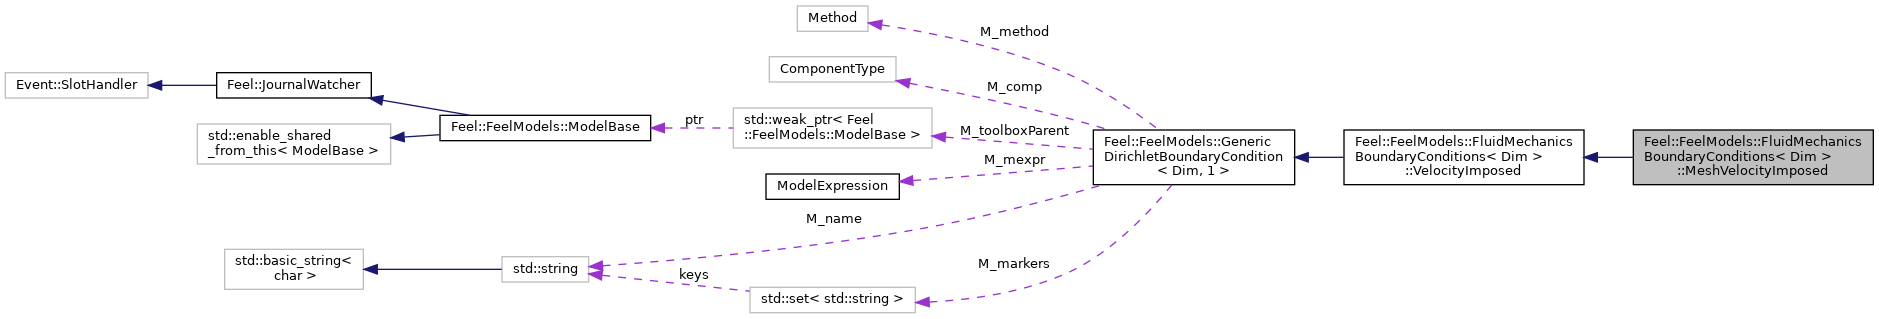 Method
M_method
ComponentType
M_comp
Event::SlotHandler
Feel::JournalWatcher
std::enable_shared
_from_this< ModelBase >
Feel::FeelModels::ModelBase
ptr
std::weak_ptr< Feel
::FeelModels::ModelBase >
M_toolboxParent
M_mexpr
ModelExpression
Feel::FeelModels::Generic
DirichletBoundaryCondition
< Dim, 1 >
Feel::FeelModels::FluidMechanics
BoundaryConditions< Dim >
::VelocityImposed
Feel::FeelModels::FluidMechanics
BoundaryConditions< Dim >
::MeshVelocityImposed
M_name
std::basic_string<
char >
std::string
keys
M_markers
std::set< std::string >